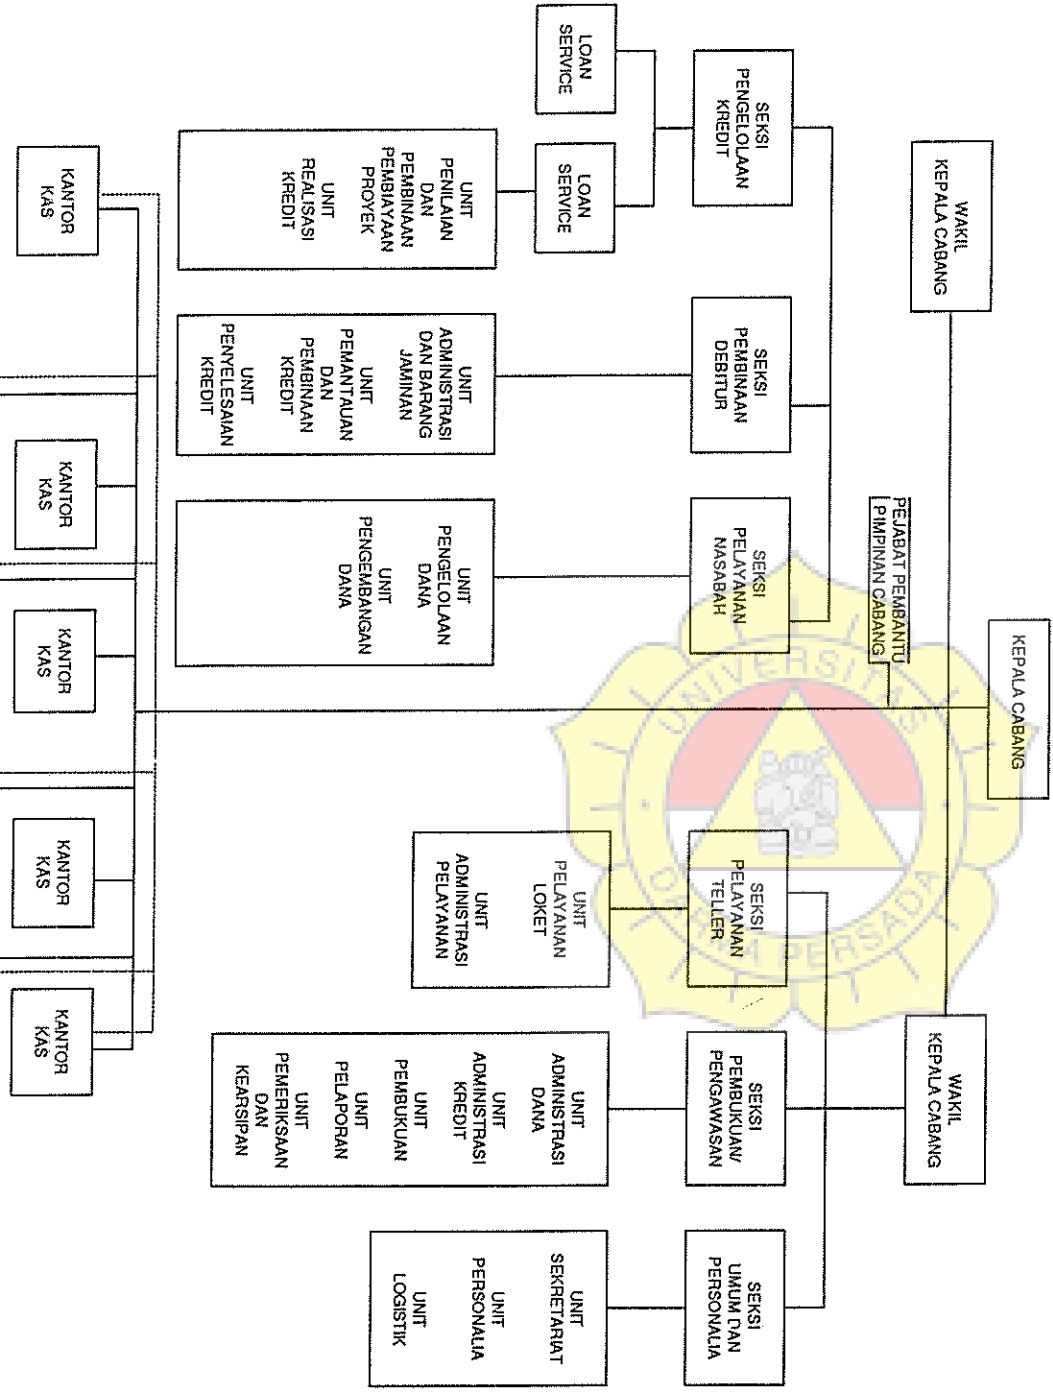 KEPALA CABANG
PEJABAT PEMBANTU
PIMPINAN CABANG
WAKIL
KEPALA CABANG
WAKIL
KEPALA CABANG
SEKSI
PENGELOLAAN
KREDIT
SEKSI
PEMBINAAN
DEBITUR
SEKSI
PELAYANAN
NASABAH
SEKSI
PELAYANAN
TELLER
SEKSI
PEMBUKUAN/
PENGAWASAN
SEKSI
UMUM DAN
PERSONALIA
LOAN
SERVICE
LOAN
SERVICE
UNIT
PENILAIAN
DAN
PEMBINAAN
PEMBIAYAAN
PROYEK
UNIT
REALISASI
KREDIT
UNIT
ADMINISTRASI
DAN BARANG
JAMINAN
UNIT
PEMANTAUAN
DAN
PEMBINAAN
KREDIT
UNIT
PENYELESAIAN
KREDIT
UNIT
PENGELOLAAN
DANA
UNIT
PENGEMBANGAN
DANA
UNIT
PELAYANAN
LOKET
UNIT
ADMINISTRASI
PELAYANAN
UNIT
ADMINISTRASI
DANA
UNIT
ADMINISTRASI
KREDIT
UNIT
PEMBUKUAN
UNIT
PELAPORAN
UNIT
PEMERIKSAAN
DAN
KEARSIPAN
UNIT
SEKRETARIAT
UNIT
PERSONALIA
UNIT
LOGISTIK
KANTOR
KAS
KANTOR
KAS
KANTOR
KAS
KANTOR
KAS
KANTOR
KAS
UNIVERSITAS
DARMA PERSADA